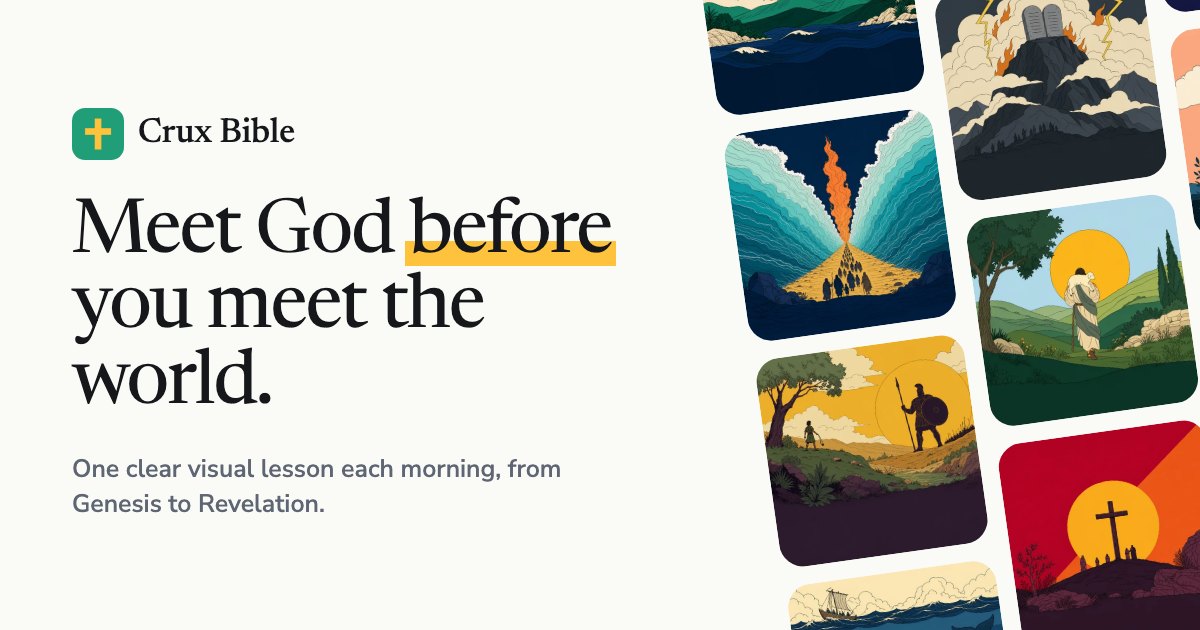 Crux Bible
Meet God before
you meet the
world.
One clear visual lesson each morning, from
Genesis to Revelation.